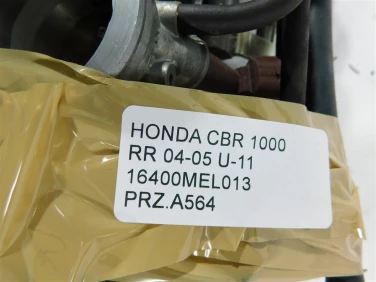 HONDA CBR 1000
RR 04-05 U-11
16400MEL013
PRZ.A564